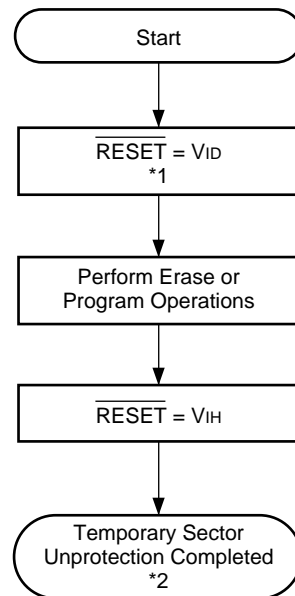 Start
RESET = VID
*1
Perform Erase or
Program Operations
RESET = VIH
Temporary Sector
Unprotection Completed
*2